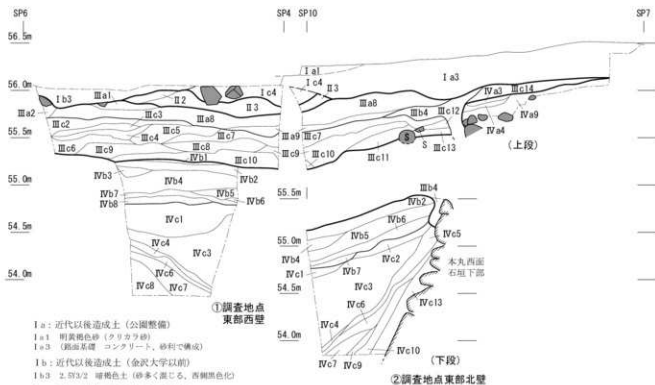 SP6 SP4 SP10 SP7
56.5m
56.0m
55.5m
55.0m
54.5m
54.0m
Ⅰb3 Ⅲa1 Ⅱ2 Ⅰc4 Ⅱ3
Ⅲa2 Ⅲc3 Ⅲa8
Ⅲc2 Ⅲc5 Ⅲc7 Ⅲa9
Ⅲc4
Ⅲc6 Ⅲc9 Ⅲc8 Ⅲc9
Ⅳb1 Ⅲc10
Ⅳb3 Ⅳb4 Ⅳb2
Ⅳb7 Ⅳb5 Ⅳb6
Ⅳb8
Ⅳc1
Ⅳc4 Ⅳc3
Ⅳc6
Ⅳc8 Ⅳc7
①調査地点
東部西壁
Ⅰa1
Ⅰc4 Ⅰa3
Ⅱ3 Ⅳa3 Ⅲc14
Ⅲa8 Ⅲc12
Ⅲb4 Ⅳa9
Ⅲc7 Ⅳa4
S S
Ⅲc10 Ⅲc13 (上段)
Ⅲc11
55.5m Ⅲb4
Ⅳb2
Ⅳb6
55.0m Ⅳb5 Ⅳc5
Ⅳb4 Ⅳc2 本丸西面
Ⅳc1 Ⅳb7 石垣下部
54.5m Ⅳc3
Ⅳc6 Ⅳc13
54.0m Ⅳc4
Ⅳc7 Ⅳc9 Ⅳc10 (下段)
②調査地点東部北壁
Ⅰa：近代以後造成土（公園整備）
Ⅰa1 明黄褐色砂（クリカラ砂）
Ⅰa3 （路面基礎 コンクリート、砂利で構成）
Ⅰb：近代以後造成土（金沢大学以前）
Ⅰb3 2.5Y3/2 暗褐色土（砂多く混じる、西側黒色化）